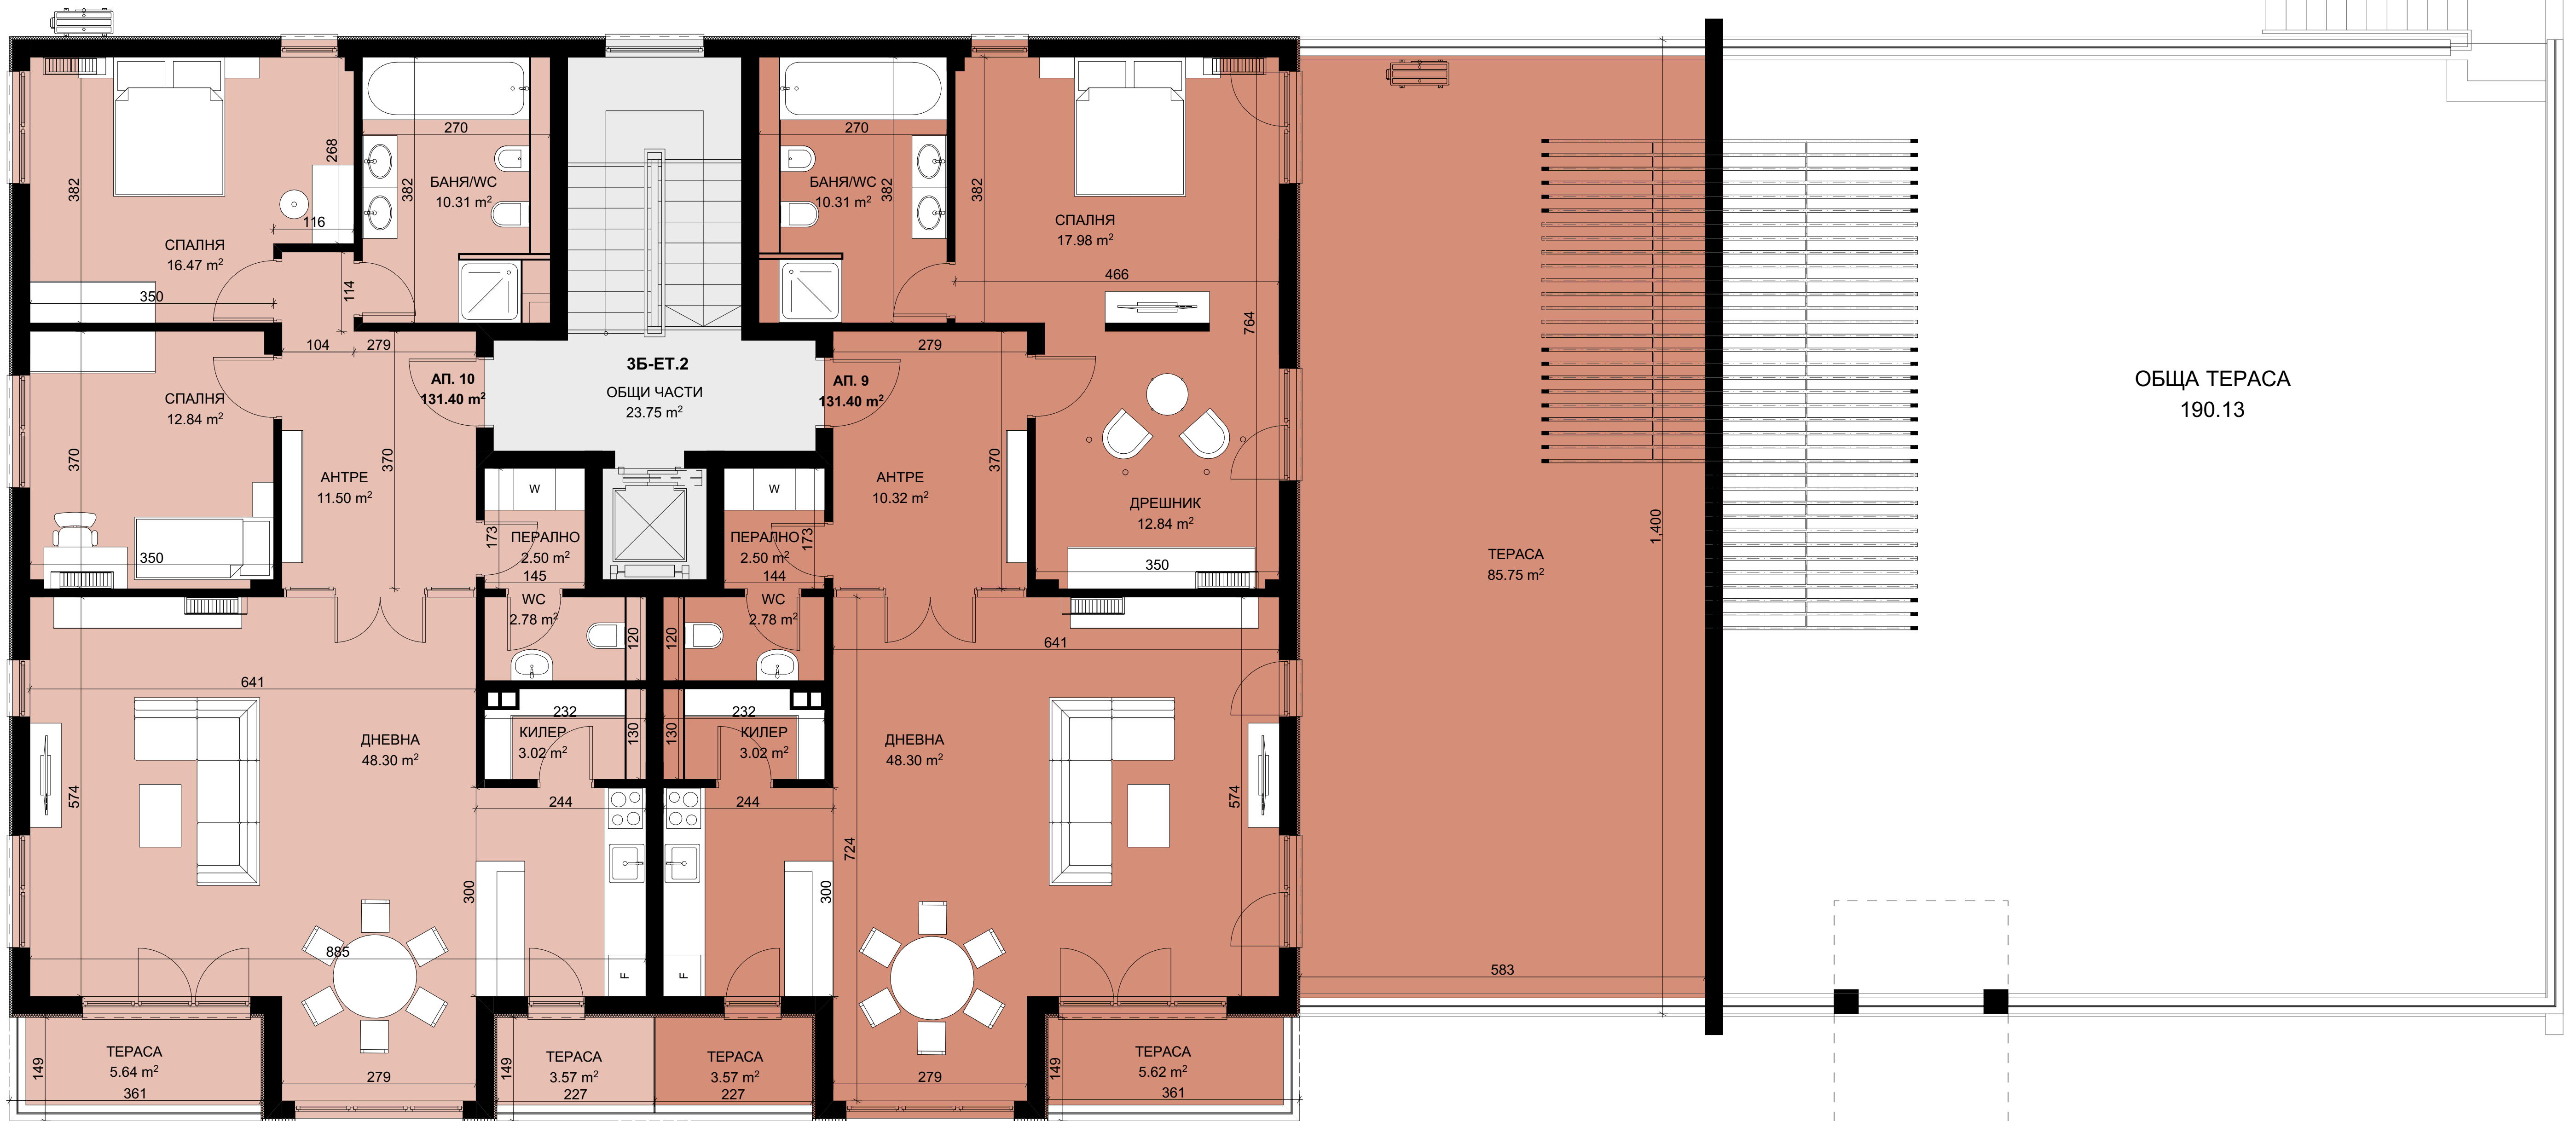 270
268
382
382
БАНЯ/WC
10.31 m²
116
СПАЛНЯ
16.47 m²
350
114
104
279
АП. 10
131.40 m²
СПАЛНЯ
12.84 m²
370
370
АНТРЕ
11.50 m²
350
W
173
ПЕРАЛНО
2.50 m²
145
WC
2.78 m²
120
641
232
КИЛЕР
3.02 m²
130
ДНЕВНА
48.30 m²
574
244
300
885
F
ТЕРАСА
5.64 m²
361
149
279
149
ТЕРАСА
3.57 m²
227
3Б-ЕТ.2
ОБЩИ ЧАСТИ
23.75 m²
270
БАНЯ/WC
10.31 m²
382
382
СПАЛНЯ
17.98 m²
466
764
279
АП. 9
131.40 m²
АНТРЕ
10.32 m²
370
ДРЕШНИК
12.84 m²
350
W
ПЕРАЛНО
2.50 m²
173
144
WC
2.78 m²
120
641
232
КИЛЕР
3.02 m²
130
ДНЕВНА
48.30 m²
574
244
724
300
F
ТЕРАСА
3.57 m²
227
279
149
ТЕРАСА
5.62 m²
361
ТЕРАСА
85.75 m²
1,400
583
ОБЩА ТЕРАСА
190.13